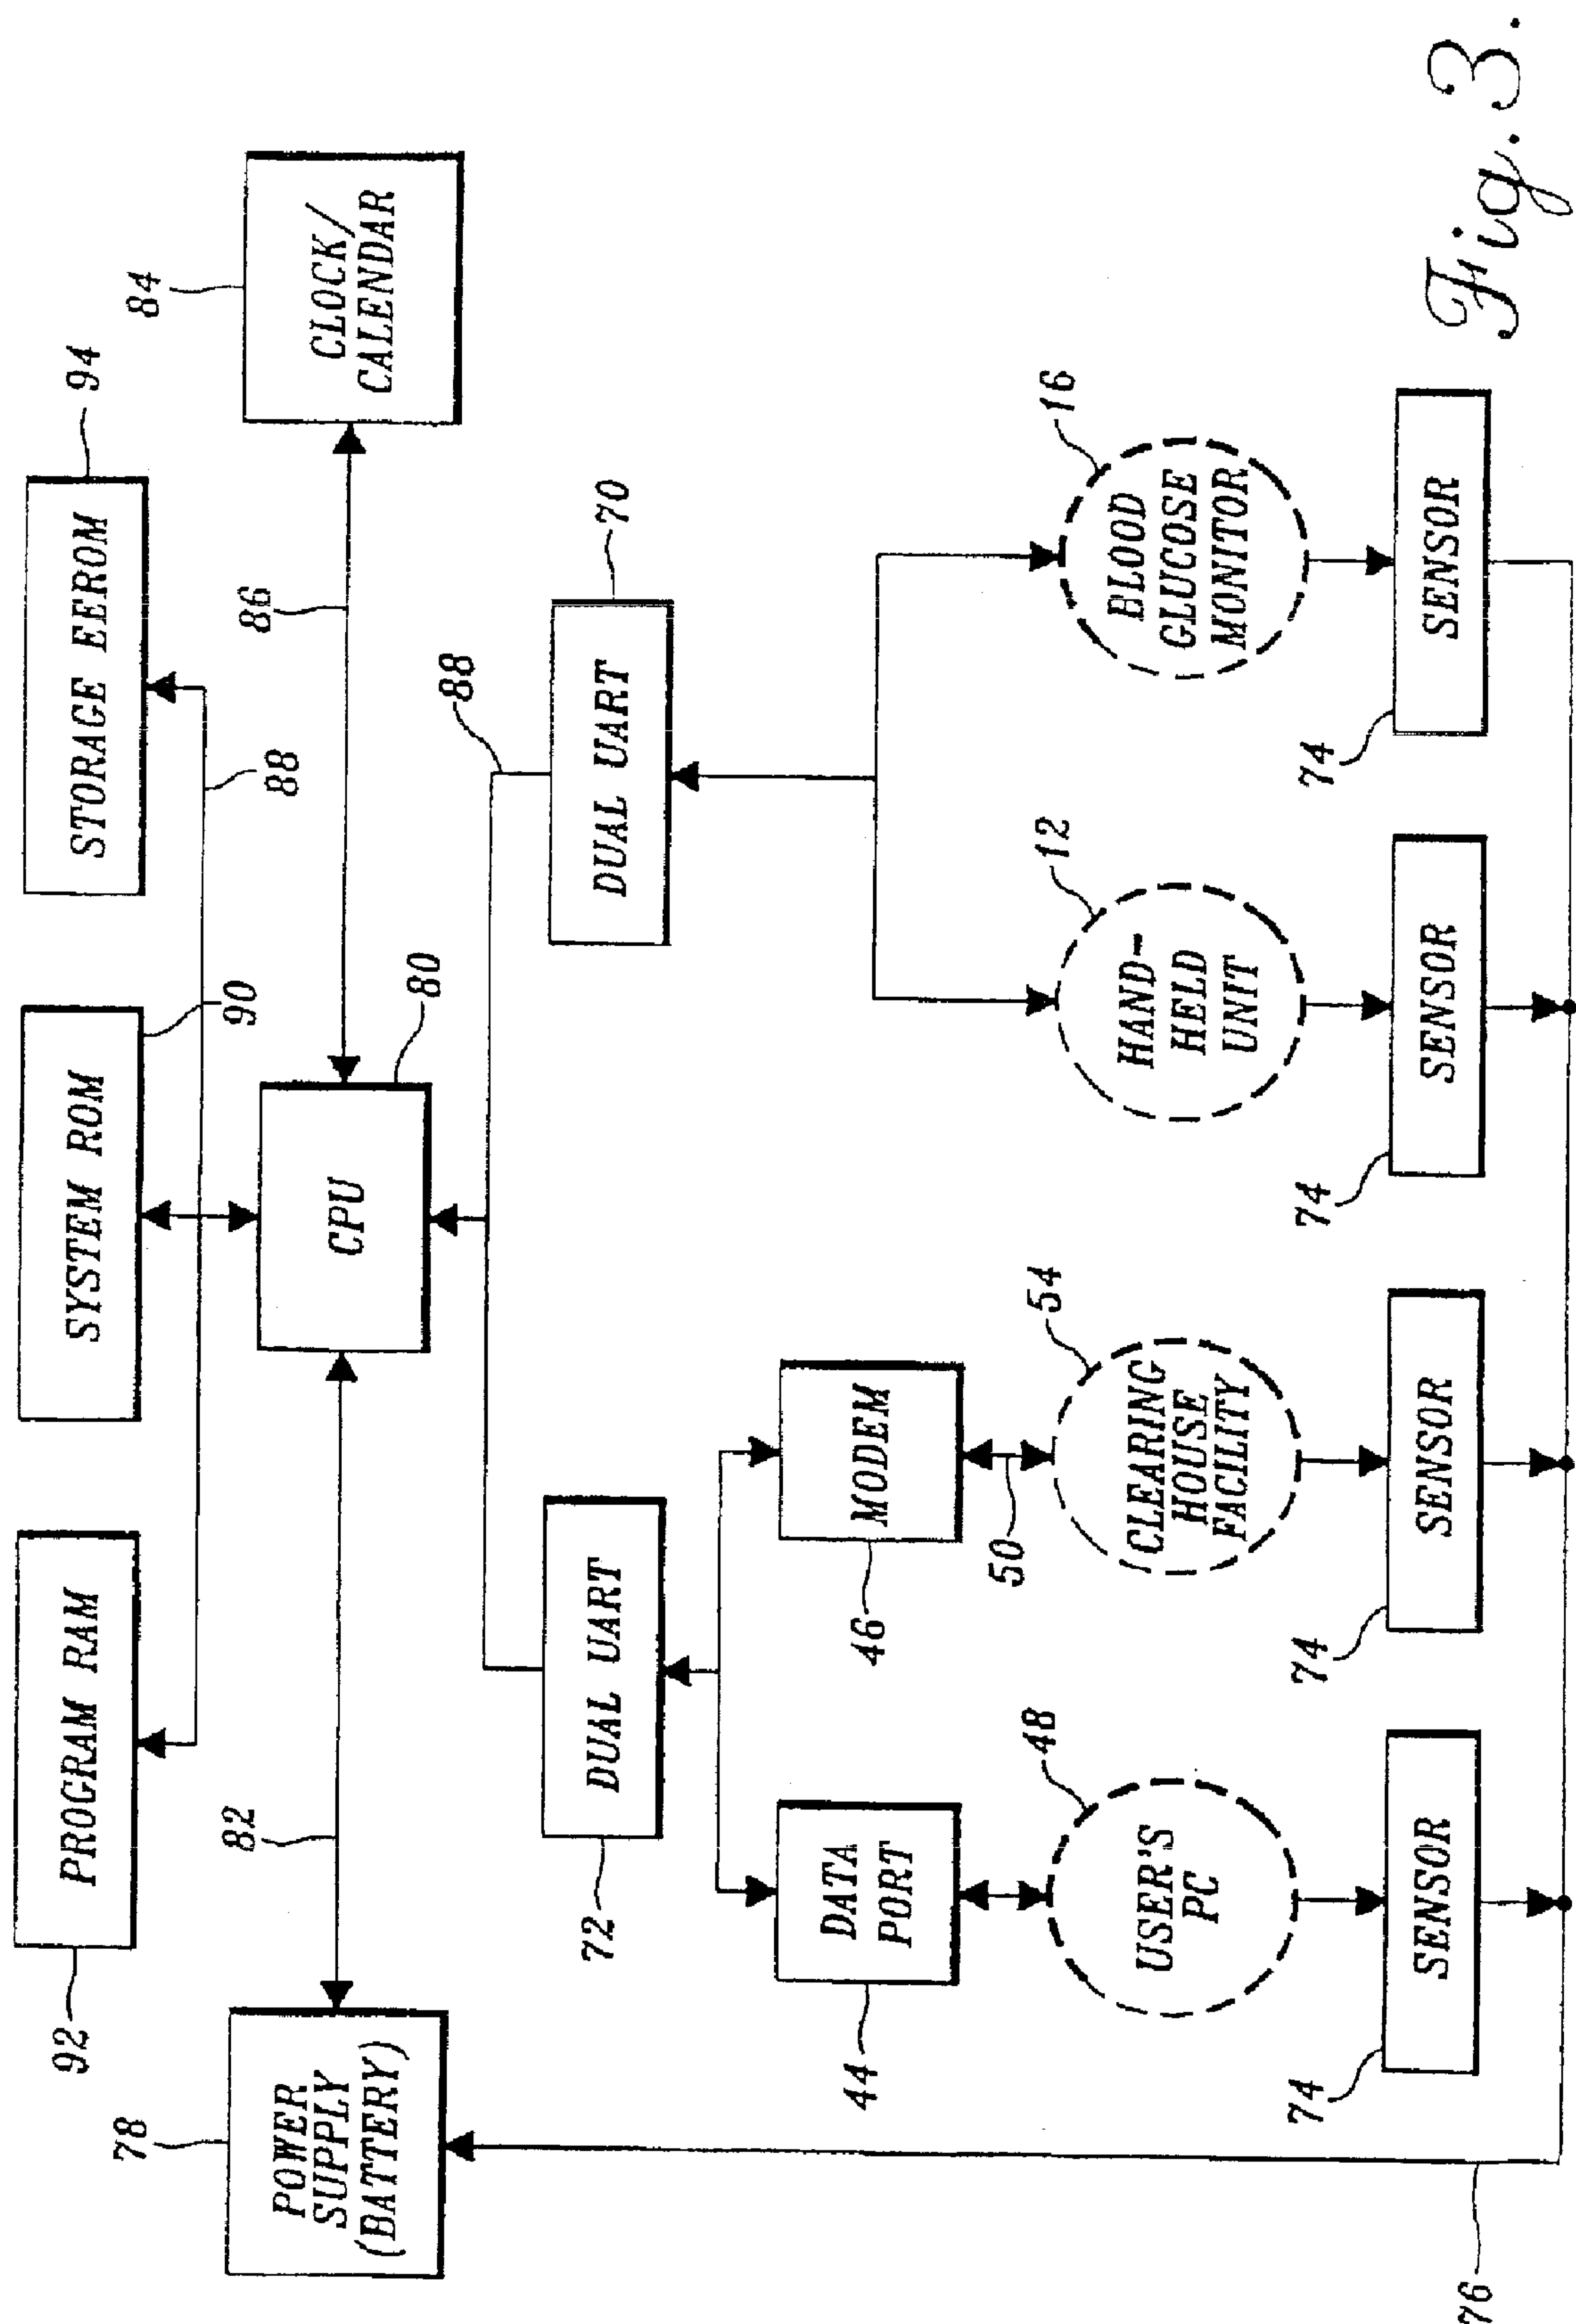 92
PROGRAM RAM
SYSTEM ROM
90
STORAGE EEROM
94
88
78
POWER
SUPPLY
(BATTERY)
82
CPU
80
86
84
CLOCK/
CALENDAR
88
72
DUAL UART
DUAL UART
70
44
DATA
PORT
46
MODEM
50
48
USER'S
PC
54
CLEARING
HOUSE
FACILITY
12
HAND-
HELD
UNIT
16
BLOOD
GLUCOSE
MONITOR
74
SENSOR
74
SENSOR
74
SENSOR
74
SENSOR
76
Fig. 3.